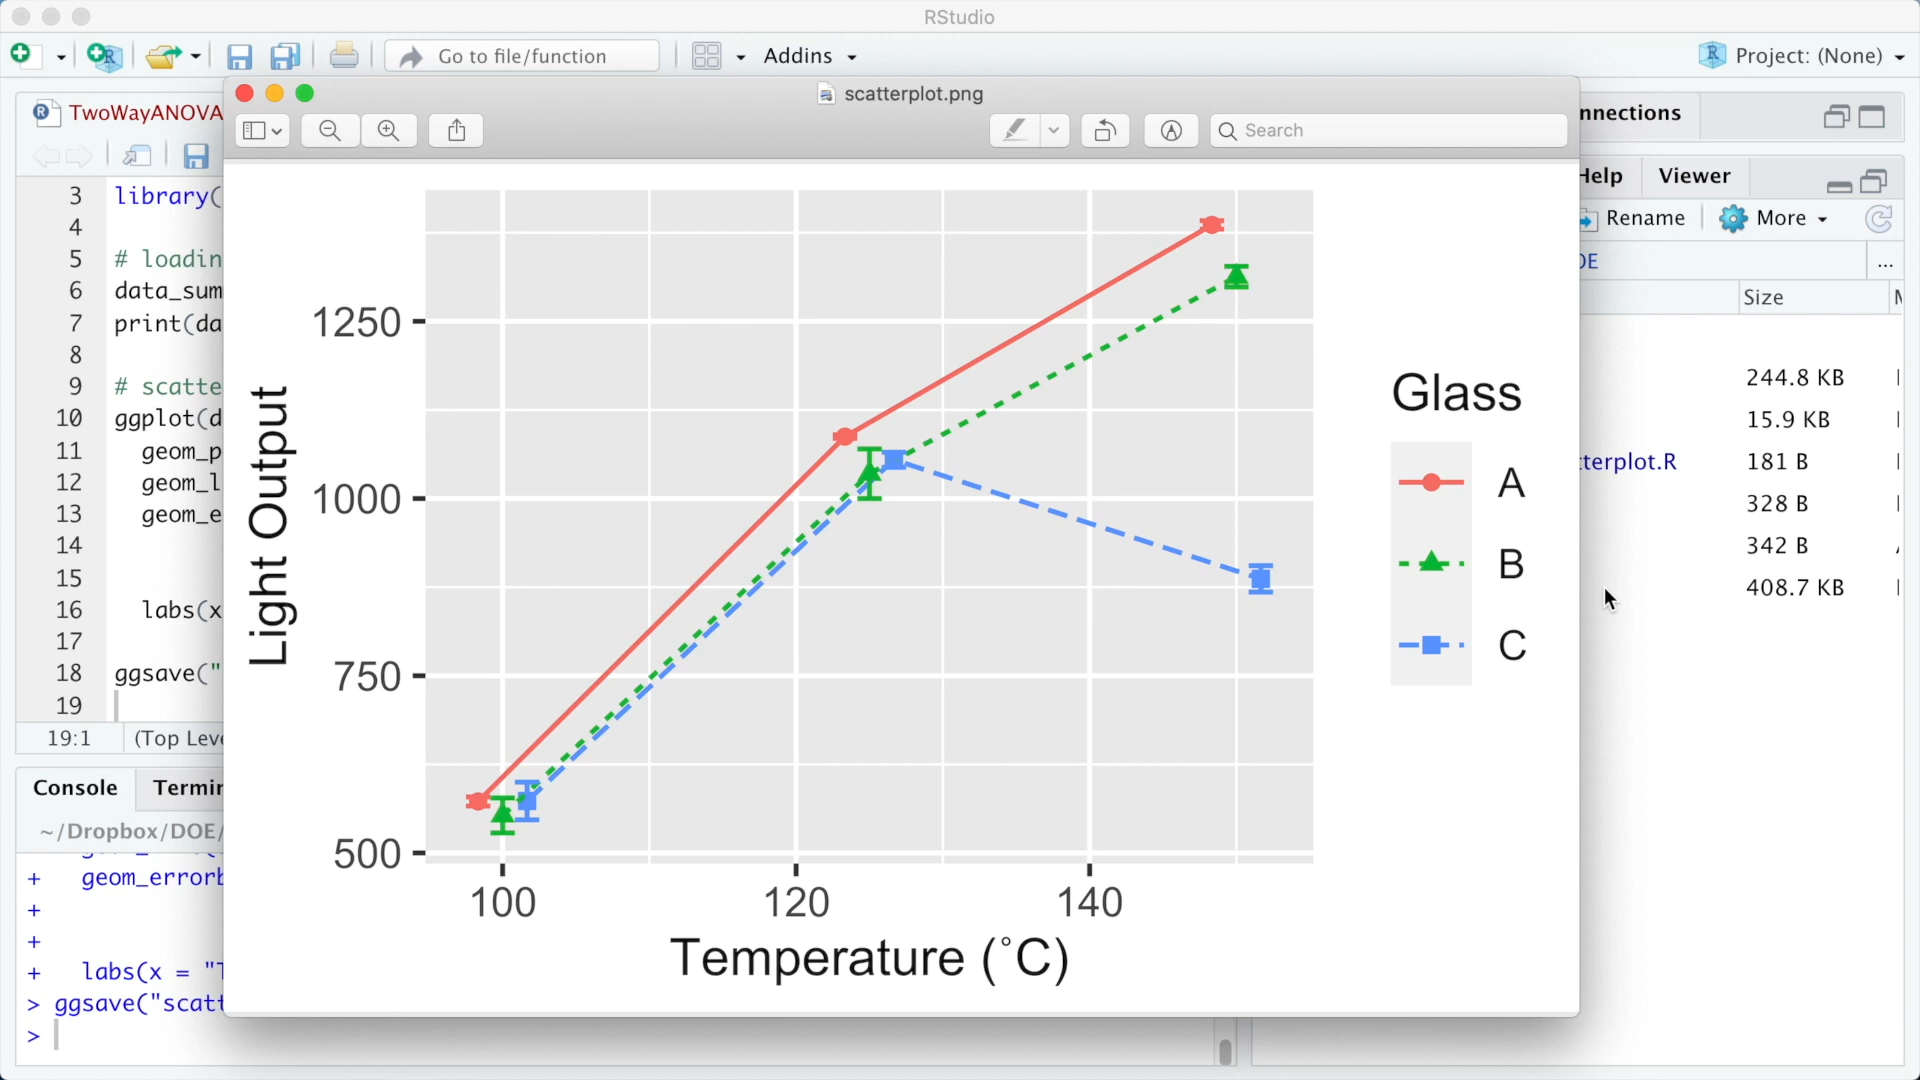 RStudio
Go to file/function
Addins
Project: (None)
TwoWayANOVA
scatterplot.png
Search
nnections
Help
Viewer
Rename
More
OE
...
Size
244.8 KB
15.9 KB
terplot.R
181 B
328 B
342 B
408.7 KB
3 library(
4
5 # loadin
6 data_sum
7 print(da
8
9 # scatte
10 ggplot(d
11 geom_p
12 geom_l
13 geom_e
14
15
16 labs(x
17
18 ggsave("
19
19:1 (Top Leve
Console
Termin
~/Dropbox/DOE/
+ geom_errorb
+
+
+ labs(x = "T
> ggsave("scatt
>
Light Output
1250
1000
750
500
100
120
140
Temperature (°C)
Glass
A
B
C